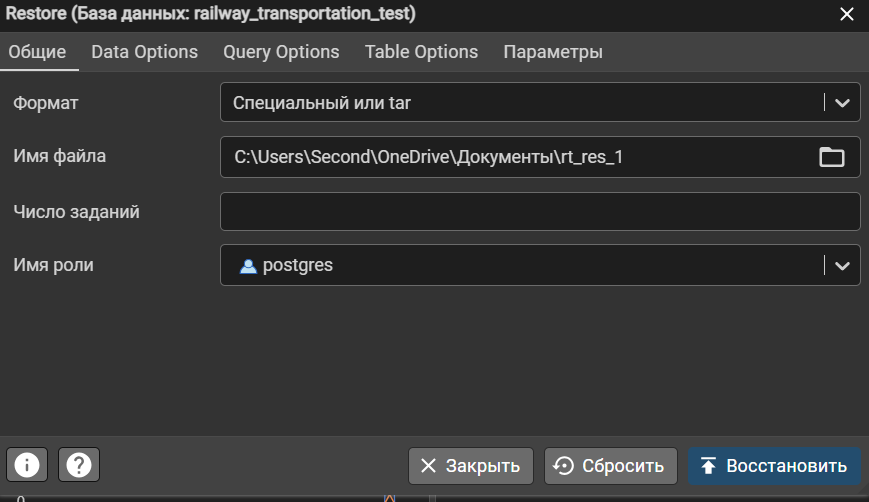 Restore (База данных: railway_transportation_test)
Общие Data Options Query Options Table Options Параметры
Формат Специальный или tar
Имя файла C:\Users\Second\OneDrive\Документы\rt_res_1
Число заданий
Имя роли postgres
Закрыть Сбросить Восстановить
0